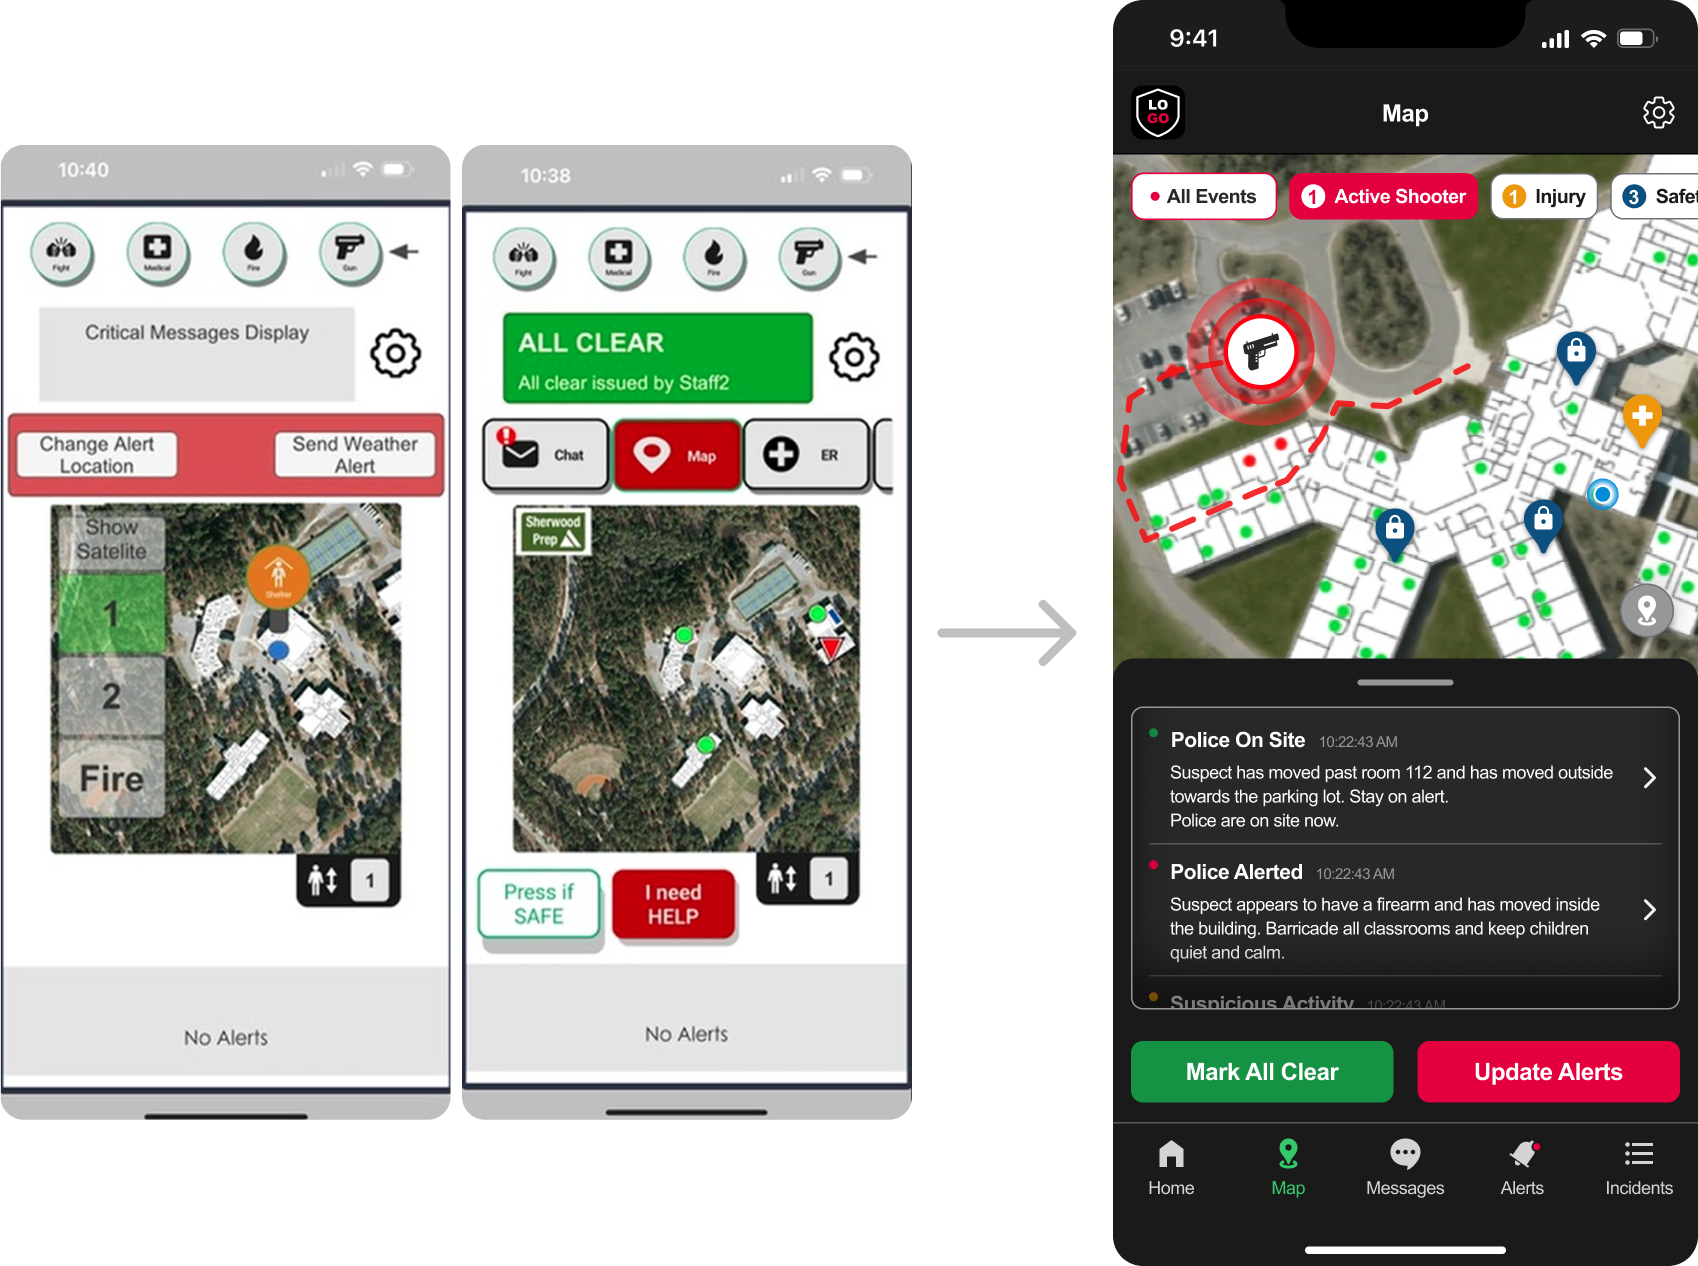 10:40
Fight
Medical
Fire
Gun
Critical Messages Display
Change Alert
Location
Send Weather
Alert
Show
Satelite
1
2
Fire
Shelter
1
No Alerts
10:38
Fight
Medical
Fire
Gun
ALL CLEAR
All clear issued by Staff2
Chat
Map
ER
Sherwood
Prep
Press if
SAFE
I need
HELP
1
No Alerts
9:41
LO
GO
Map
All Events
1 Active Shooter
1 Injury
3 Safet
Police On Site 10:22:43 AM
Suspect has moved past room 112 and has moved outside
towards the parking lot. Stay on alert.
Police are on site now.
Police Alerted 10:22:43 AM
Suspect appears to have a firearm and has moved inside
the building. Barricade all classrooms and keep children
quiet and calm.
Suspicious Activity 10:22:43 AM
Mark All Clear
Update Alerts
Home
Map
Messages
Alerts
Incidents